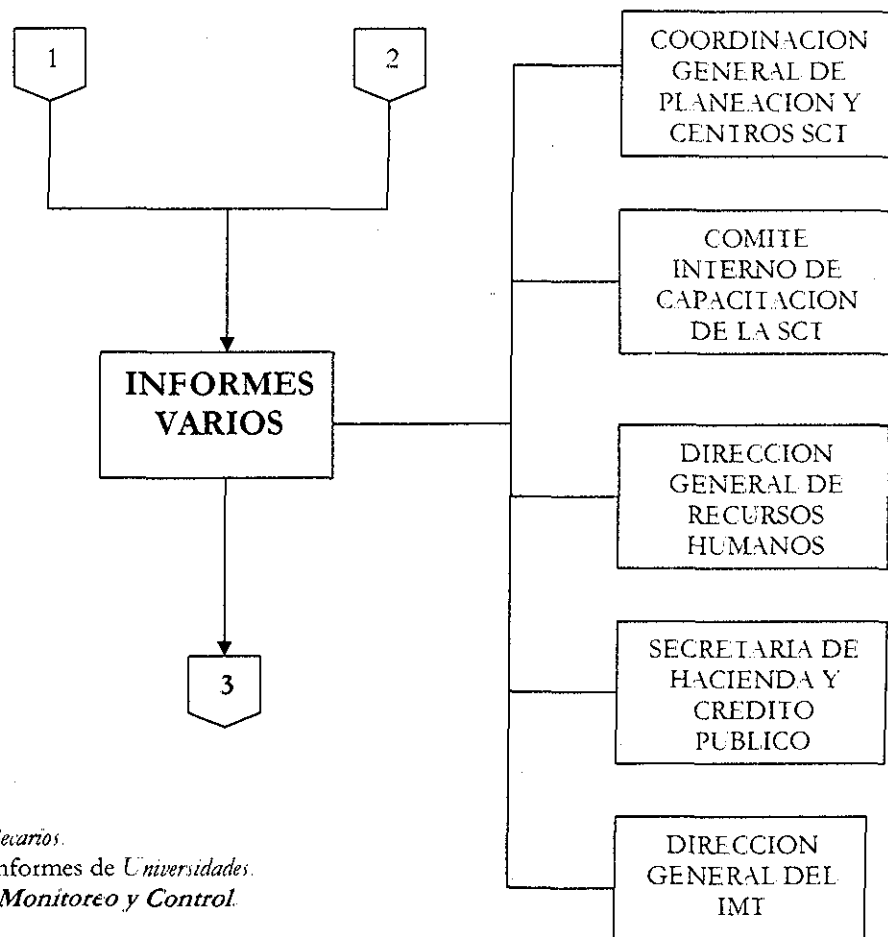 1
2
COORDINACION
GENERAL DE
PLANEACION Y
CENTROS SCT
COMITE
INTERNO DE
CAPACITACION
DE LA SCT
INFORMES
VARIOS
DIRECCION
GENERAL DE
RECURSOS
HUMANOS
3
SECRETARIA DE
HACIENDA Y
CREDITO
PUBLICO
DIRECCION
GENERAL DEL
IMT
ecarios.
nformes de Universidades.
Monitoreo y Control.